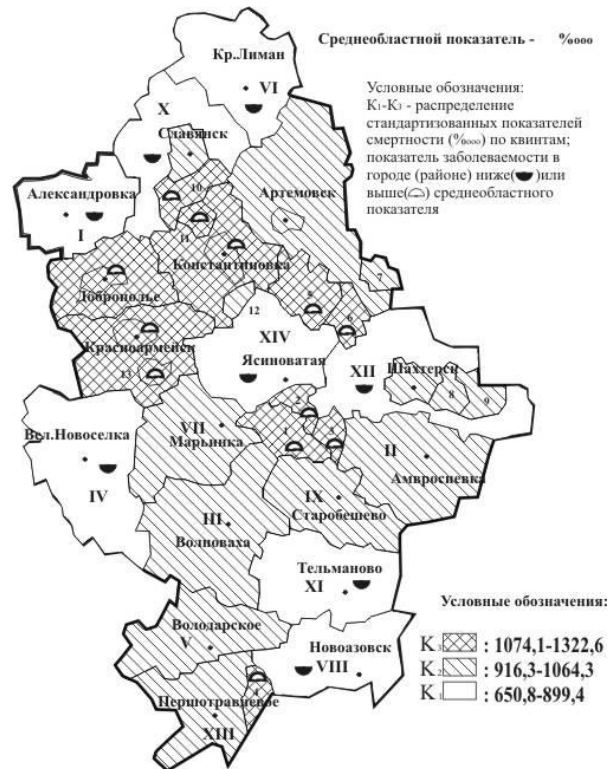 Среднеобластной показатель - %ooo
Условные обозначения:
K₁-K₃ - распределение
стандартизованных показателей
смертности (%ooo) по квинтам;
показатель заболеваемости в
городе (районе) ниже( )или
выше( ) среднеобластного
показателя
Кр.Лиман
VI
X
Славянск
10
Александровка
I
Артемовск
11
Константиновка
7
Доброполье
5
12
6
Красноармейск
XIV
13
Ясиноватая
XII
Шахтерск
8
9
2
Вел.Новоселка
VII
Марьинка
1
3
II
Амвросиевка
IV
IX
Старобешево
III
Волноваха
Тельманово
XI
Володарское
V
Новоазовск
VIII
4
Першотравневое
XIII
Условные обозначения:
K₃ : 1074,1-1322,6
K₂ : 916,3-1064,3
K₁ : 650,8-899,4